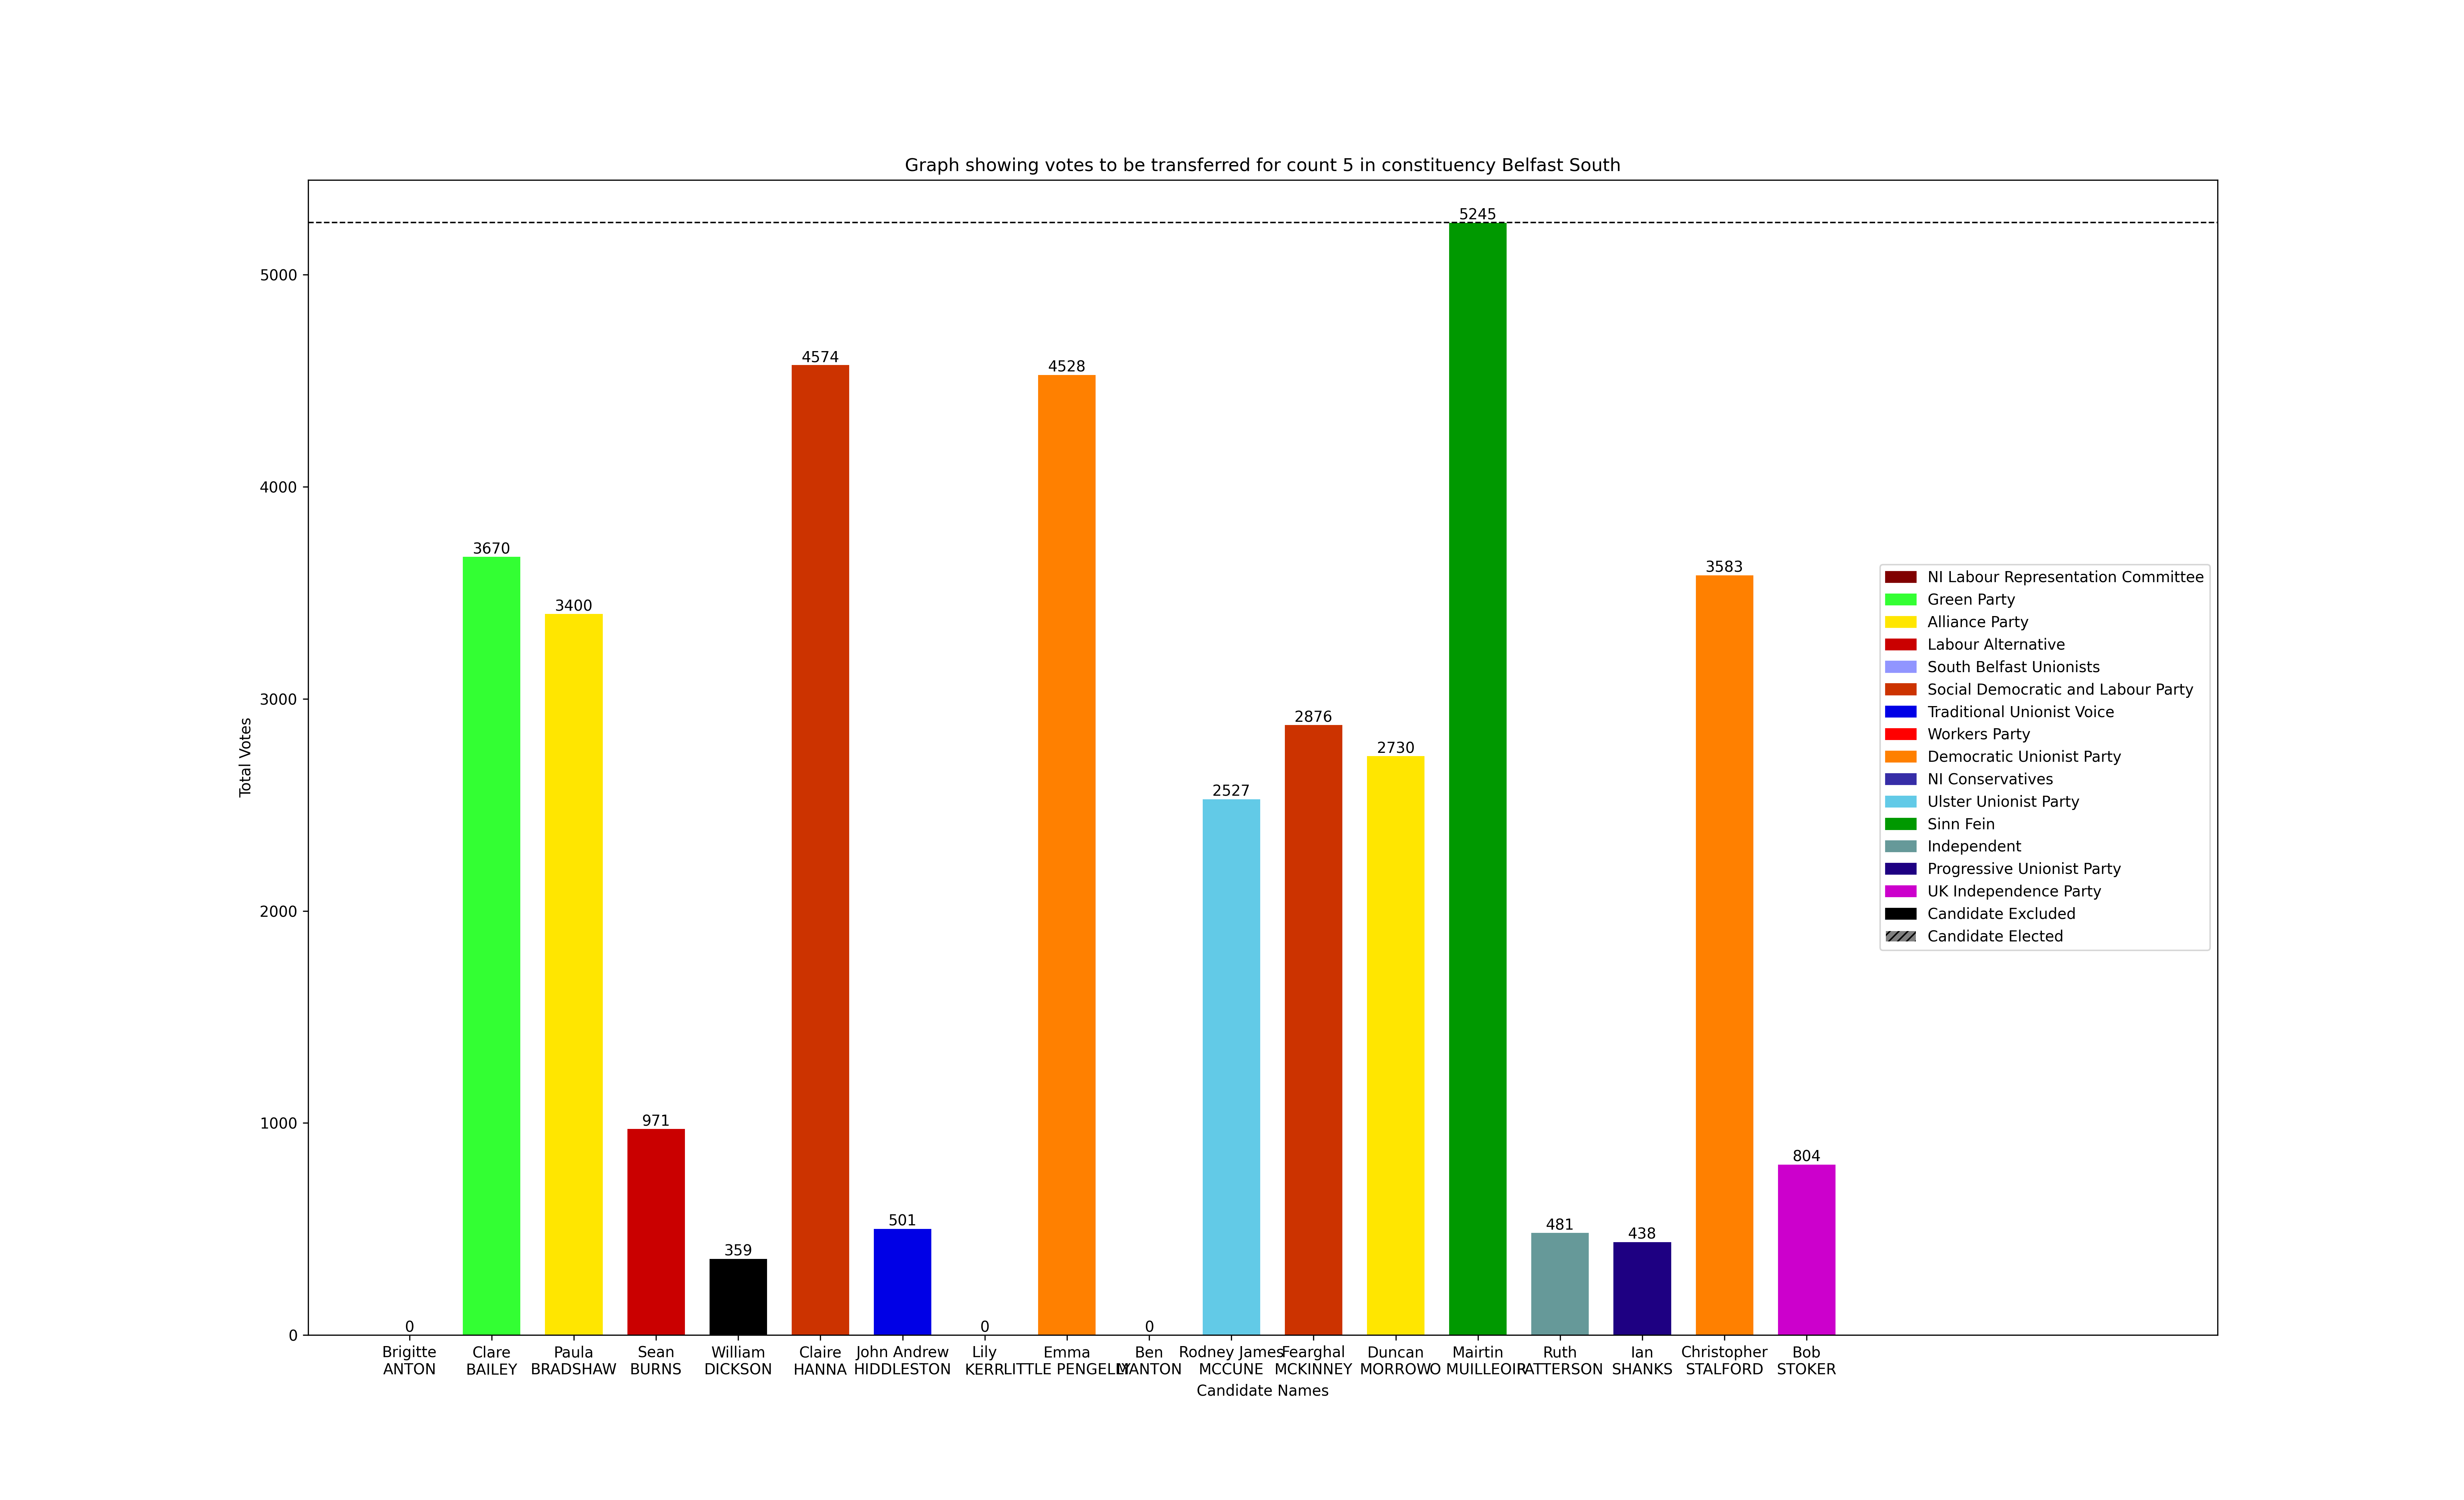 Graph showing votes to be transferred for count 5 in constituency Belfast South
5245
5000
4574
4528
4000
3670
3583
3400
3000
2876
2730
2527
2000
1000
971
804
501
481
438
359
0
0
0
0
Total Votes
NI Labour Representation Committee
Green Party
Alliance Party
Labour Alternative
South Belfast Unionists
Social Democratic and Labour Party
Traditional Unionist Voice
Workers Party
Democratic Unionist Party
NI Conservatives
Ulster Unionist Party
Sinn Fein
Independent
Progressive Unionist Party
UK Independence Party
Candidate Excluded
Candidate Elected
Brigitte
ANTON
Clare
BAILEY
Paula
BRADSHAW
Sean
BURNS
William
DICKSON
Claire
HANNA
John Andrew
HIDDLESTON
Lily
KERR
Emma
LITTLE PENGELLY
Ben
MANTON
Rodney James
MCCUNE
Fearghal
MCKINNEY
Duncan
MORROW
Mairtin
O MUILLEOIR
Ruth
PATTERSON
Ian
SHANKS
Christopher
STALFORD
Bob
STOKER
Candidate Names